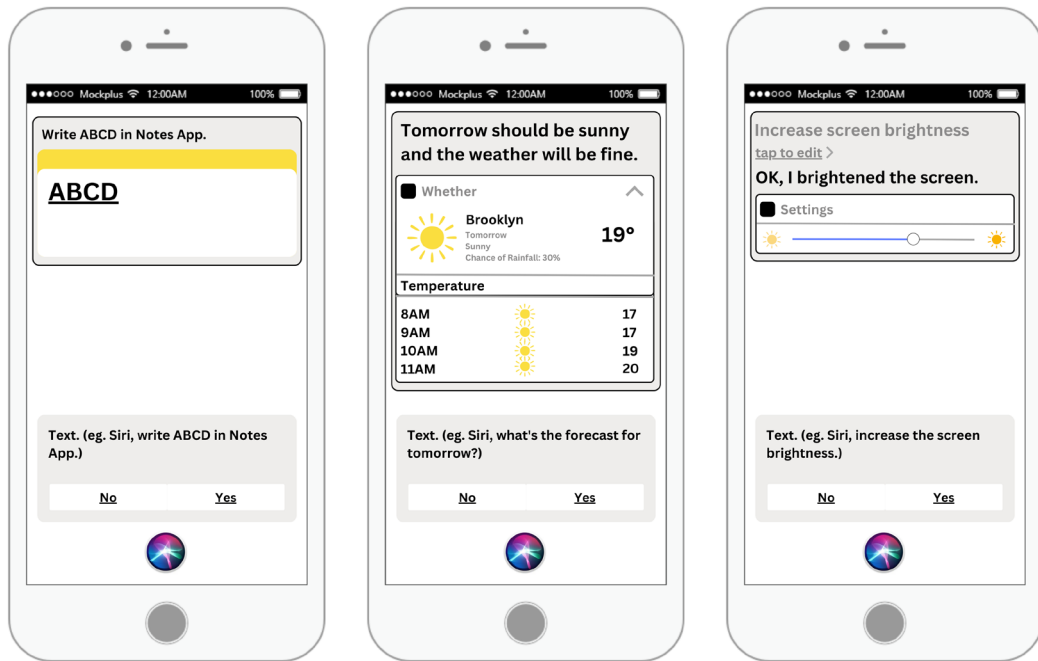 Mockplus 12:00AM 100%
Write ABCD in Notes App.
ABCD
Text. (eg. Siri, write ABCD in Notes
App.)
No Yes
Mockplus 12:00AM 100%
Tomorrow should be sunny
and the weather will be fine.
Whether
Brooklyn
Tomorrow
Sunny
Chance of Rainfall: 30%
19°
Temperature
8AM 17
9AM 17
10AM 19
11AM 20
Text. (eg. Siri, what's the forecast for
tomorrow?)
No Yes
Mockplus 12:00AM 100%
Increase screen brightness
tap to edit >
OK, I brightened the screen.
Settings
Text. (eg. Siri, increase the screen
brightness.)
No Yes